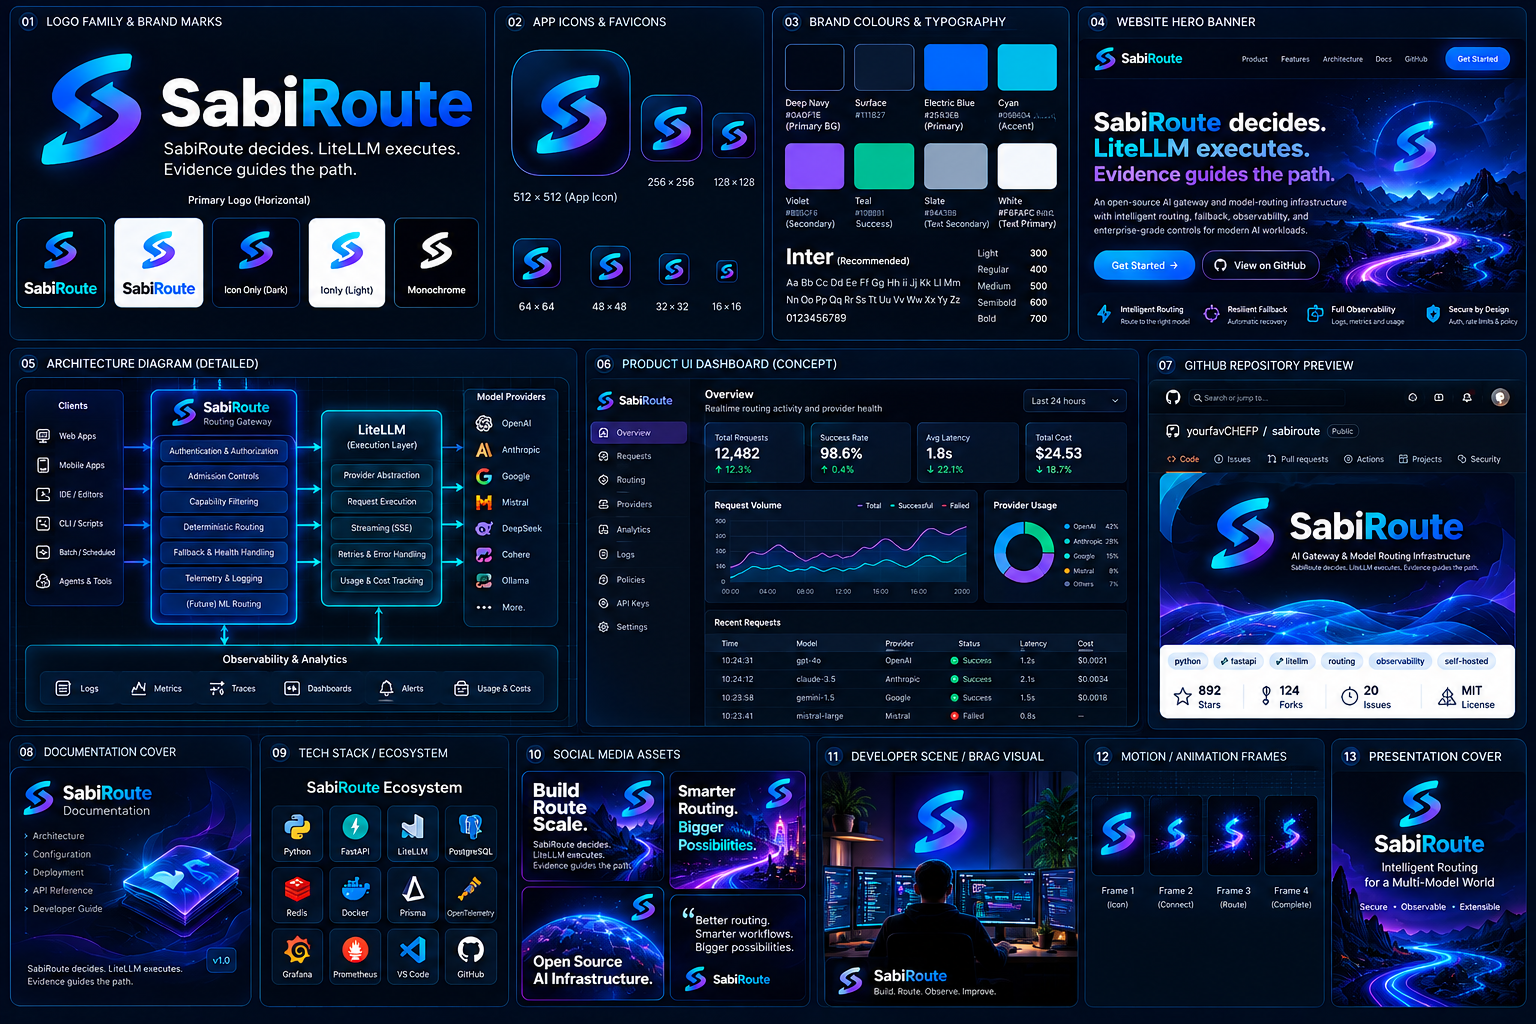 01 LOGO FAMILY & BRAND MARKS
SabiRoute
SabiRoute decides. LiteLLM executes.
Evidence guides the path.
Primary Logo (Horizontal)
SabiRoute
SabiRoute
Icon Only (Dark)
Ionly (Light)
Monochrome
02 APP ICONS & FAVICONS
512 × 512 (App Icon)
256 × 256
128 × 128
64 × 64
48 × 48
32 × 32
16 × 16
03 BRAND COLOURS & TYPOGRAPHY
Deep Navy
(Primary BG)
Surface
#111827
Electric Blue
(Primary)
Cyan
(Accent)
Violet
(Secondary)
Teal
Success)
Slate
(Text Secondary)
White
(Text Primary)
Inter (Recommended)
Aa Bb Cc Dd Ee Ff Gg Hh ii Jj Kk Ll Mm
Nn Oo Pp Qq Rr Ss Tt Uu Vv Ww Xx Yy Zz
0123456789
Light 300
Regular 400
Medium 500
Semibold 600
Bold 700
04 WEBSITE HERO BANNER
SabiRoute
Product Features Architecture Docs GitHub Get Started
SabiRoute decides.
LiteLLM executes.
Evidence guides the path.
An open-source AI gateway and model-routing infrastructure
with intelligent routing, failback, observability, and
enterprise-grade controls for modern AI workloads.
Get Started →
View on GitHub
Intelligent Routing
Route to the right model
Resilient Fallback
Automatic recovery
Full Observability
Logs, metrics and usage
Secure by Design
Auth, rate limits & policy
05 ARCHITECTURE DIAGRAM (DETAILED)
Clients
Web Apps
Mobile Apps
IDE / Editors
CLI / Scripts
Batch / Scheduled
Agents & Tools
SabiRoute
Routing Gateway
Authentication & Authorization
Admission Controls
Capability Filtering
Deterministic Routing
Fallback & Health Handling
Telemetry & Logging
(Future) ML Routing
LiteLLM
(Execution Layer)
Provider Abstraction
Request Execution
Streaming (SSE)
Retries & Error Handling
Usage & Cost Tracking
Model Providers
OpenAI
Anthropic
Google
Mistral
DeepSeek
Cohere
Ollama
More.
Observability & Analytics
Logs
Metrics
Traces
Dashboards
Alerts
Usage & Costs
06 PRODUCT UI DASHBOARD (CONCEPT)
SabiRoute
Overview
Requests
Routing
Providers
Analytics
Logs
Policies
API Keys
Settings
Overview
Realtime routing activity and provider health
Last 24 hours
Total Requests
12,482
↑ 12.3%
Success Rate
98.6%
↑ 0.4%
Avg Latency
1.8s
↓ 22.1%
Total Cost
$24.53
↓ 18.7%
Request Volume
Total Successful Failed
0
00:00 04:00 08:00 12:00 16:00 16:00 20:00
Provider Usage
OpenAI 42%
Anthropic 28%
Google 15%
Mistral 8%
Others 7%
Recent Requests
Time Model Provider Status Latency Cost
10:24:31 gpt-4o OpenAI Success 1.2s $0.0021
10:24:12 claude-3.5 Anthropic Success 2.1s $0.0034
10:23:58 gemini-1.5 Google Success 1.5s $0.0018
10:23:41 mistral-large Mistral Failed 0.8s —
07 GITHUB REPOSITORY PREVIEW
Search or jump to...
yourfavCHEFP / sabiroute Public
Code Issues Pull requests Actions Projects Security
SabiRoute
AI Gateway & Model Routing Infrastructure
SabiRoute decides. LiteLLM executes. Evidence guides the path.
python fastapi litellm routing observability self-hosted
892 Stars
124 Forks
20 Issues
MIT License
08 DOCUMENTATION COVER
SabiRoute
Documentation
› Architecture
› Configuration
› Deployment
› API Reference
› Developer Guide
SabiRoute decides. LiteLLM executes.
Evidence guides the path.
v1.0
09 TECH STACK / ECOSYSTEM
SabiRoute Ecosystem
Python
FastAPI
LiteLLM
PostgreSQL
Redis
Docker
Prisma
OpenTelemetry
Grafana
Prometheus
VS Code
GitHub
10 SOCIAL MEDIA ASSETS
Build
Route
Scale.
SabiRoute decides.
LiteLLM executes.
Evidence guides the path.
Smarter
Routing.
Bigger
Possibilities.
Open Source
AI Infrastructure.
“Better routing.
Smarter workflows.
Bigger possibilities.
SabiRoute
11 DEVELOPER SCENE / BRAG VISUAL
SabiRoute
Build. Route. Observe. Improve.
12 MOTION / ANIMATION FRAMES
Frame 1
(Icon)
Frame 2
(Connect)
Frame 3
(Route)
Frame 4
(Complete)
13 PRESENTATION COVER
SabiRoute
Intelligent Routing
for a Multi-Model World
Secure • Observable • Extensible